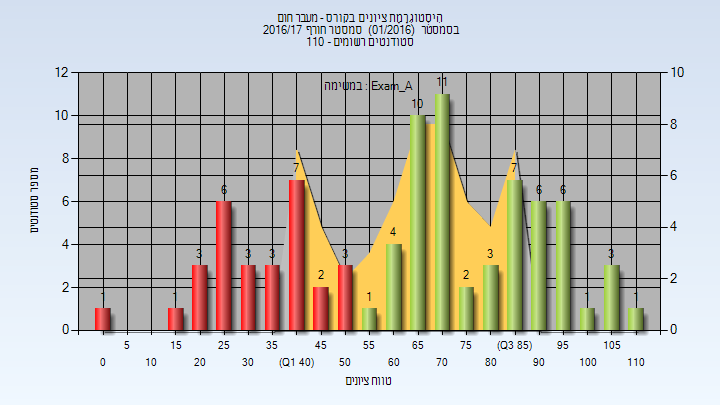 היסטוגרמת ציונים בקורס - מעבר חום
בסמסטר (01/2016) סמסטר חורף 2016/17
סטודנטים רשומים - 110
במשימה : Exam_A
12 10 8 6 4 2 0
מספר סטודנטים
10 8 6 4 2 0
1 1 3 6 3 3 7 2 3 1 4 10 11 2 3 7 6 6 1 3 1
5 15 25 35 45 55 65 75 (Q3 85) 95 105
0 10 20 30 (Q1 40) 50 60 70 80 90 100 110
טווח ציונים